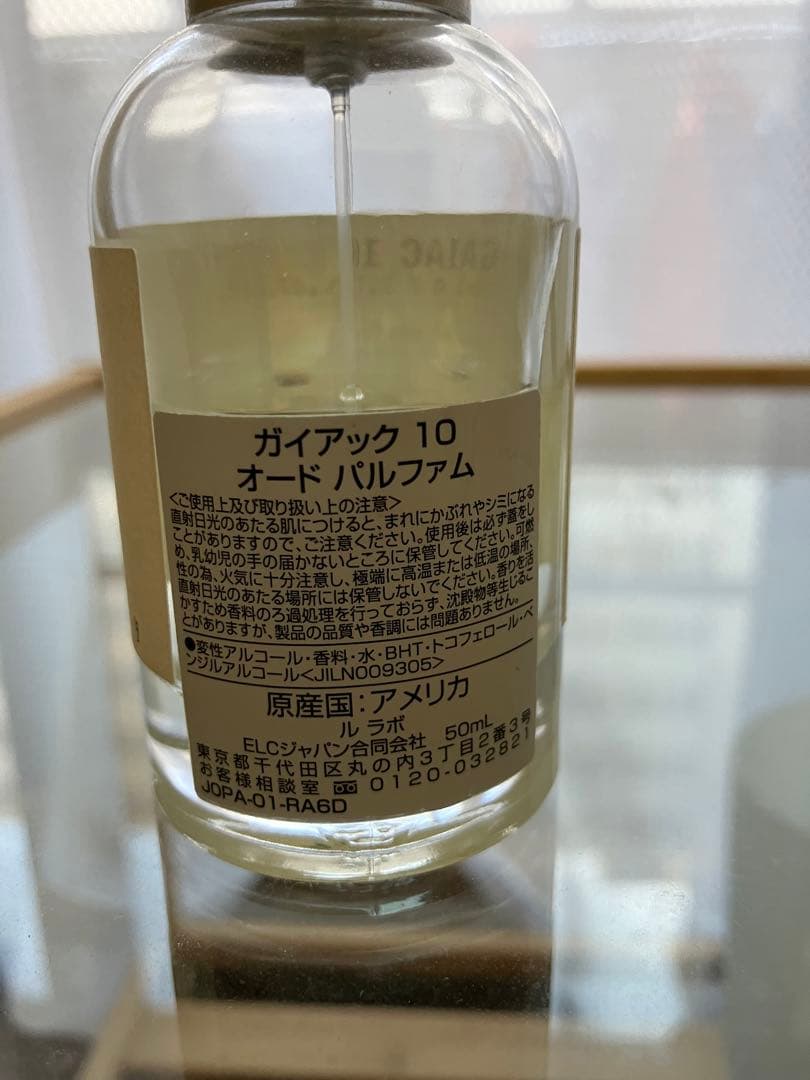 GAIAC 10
ガイアック 10
オード パルファム
<ご使用上及び取り扱い上の注意>
直射日光のあたる肌につけると、まれにかぶれやシミになる
ことがありますので、ご注意ください。使用後は必ず蓋をし
め、乳幼児の手の届かないところに保管してください。可燃
性の為、火気に十分注意し、極端に高温または低温の場所、
直射日光のあたる場所には保管しないでください。香りを活
かすため香料のろ過処理を行っておらず、沈殿物等生じるこ
とがありますが、製品の品質や香調には問題ありません。
●変性アルコール・香料・水・BHT・トコフェロール・ベ
ンジルアルコール<JILN009305>
原産国:アメリカ
ル ラボ
ELCジャパン合同会社 50mL
東京都千代田区丸の内3丁目2番3号
お客様相談室 0120-032821
J0PA-01-RA6D